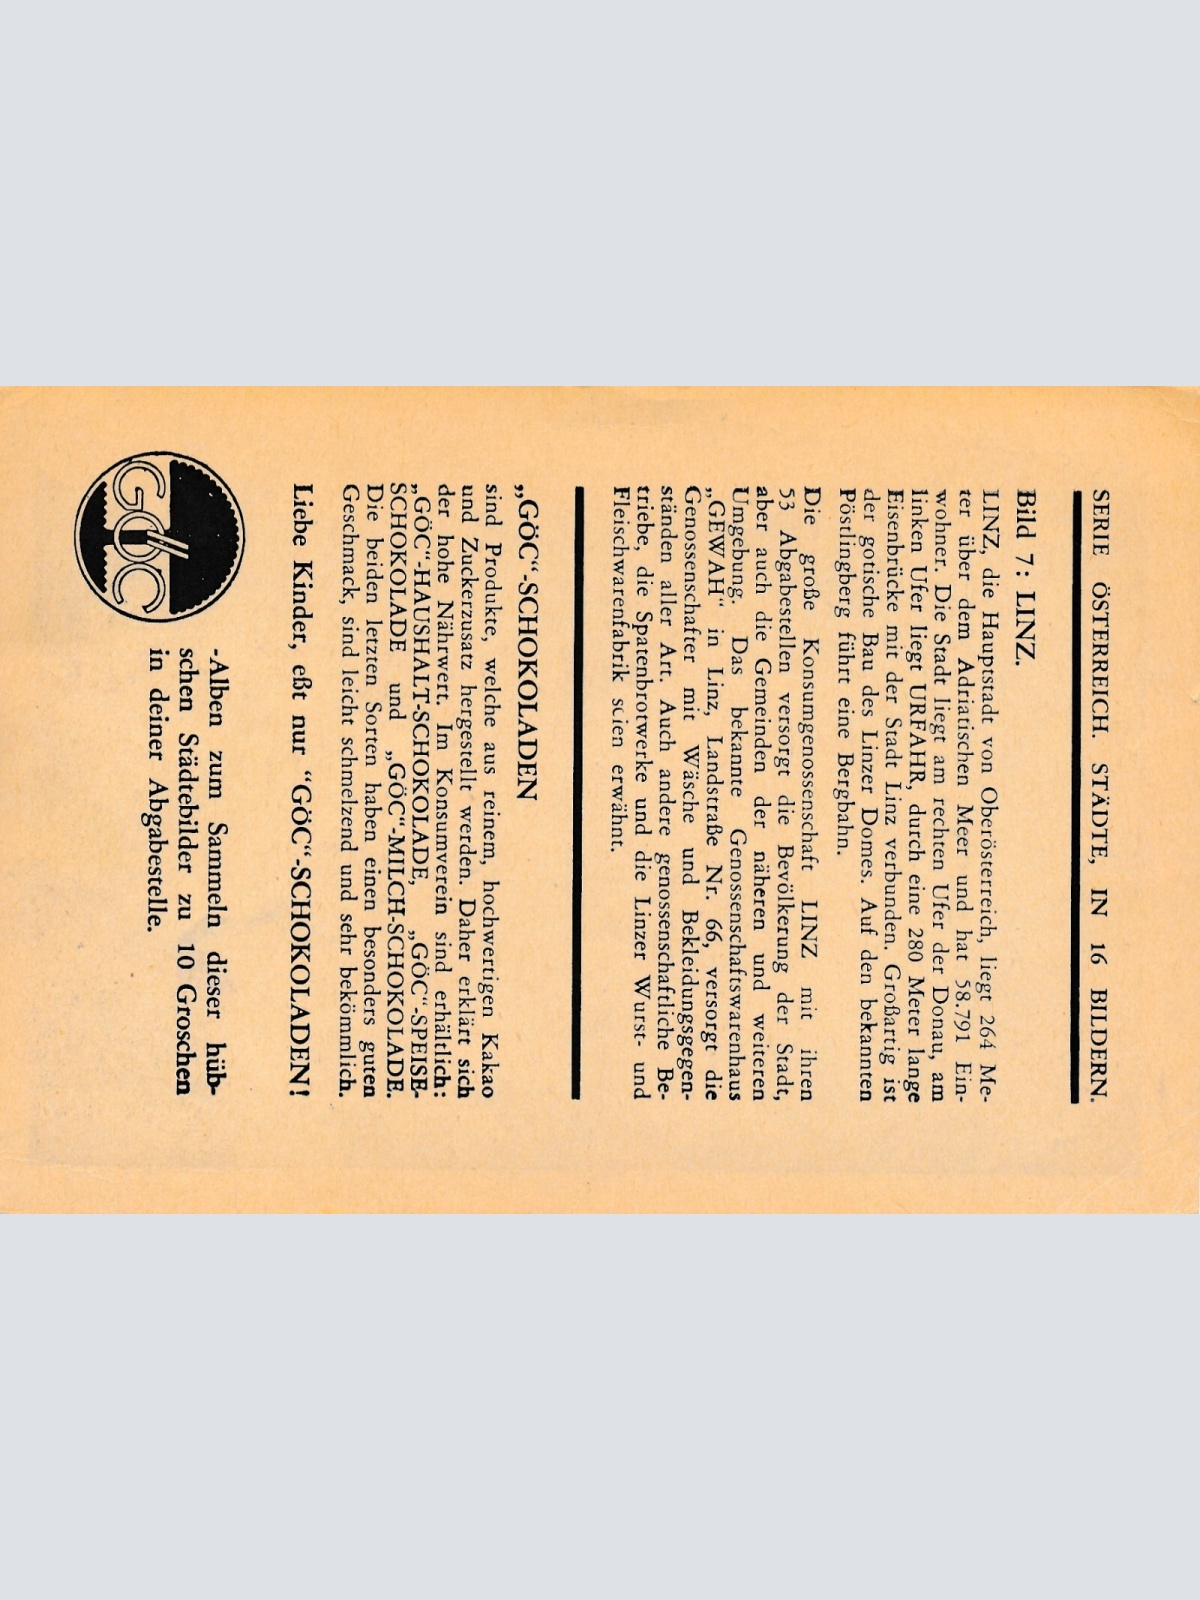 SERIE ÖSTERREICH. STÄDTE, IN 16 BILDERN.
Bild 7: LINZ.
LINZ, die Hauptstadt von Oberösterreich, liegt 264 Me-
ter über dem Adriatischen Meer und hat 58.791 Ein-
wohner. Die Stadt liegt am rechten Ufer der Donau, am
linken Ufer liegt URFAHR, durch eine 280 Meter lange
Eisenbrücke mit der Stadt Linz verbunden. Großartig ist
der gotische Bau des Linzer Domes. Auf den bekannten
Pöstlingberg führt eine Bergbahn.
Die große Konsumgenossenschaft LINZ mit ihren
53 Abgabestellen versorgt die Bevölkerung der Stadt,
aber auch die Gemeinden der näheren und weiteren
Umgebung. Das bekannte Genossenschaftswarenhaus
„GEWAH“ in Linz, Landstraße Nr. 66, versorgt die
Genossenschafter mit Wäsche und Bekleidungsgegen-
ständen aller Art. Auch andere genossenschaftliche Be-
triebe, die Spatenbrotwerke und die Linzer Wurst- und
Fleischwarenfabrik seien erwähnt.
„GÖC“-SCHOKOLADEN
sind Produkte, welche aus reinem, hochwertigen Kakao
und Zuckerzusatz hergestellt werden. Daher erklärt sich
der hohe Nährwert. Im Konsumverein sind erhältlich:
„GÖC“-HAUSHALT-SCHOKOLADE, „GÖC“-SPEISE-
SCHOKOLADE und „GÖC“-MILCH-SCHOKOLADE.
Die beiden letzten Sorten haben einen besonders guten
Geschmack, sind leicht schmelzend und sehr bekömmlich.
Liebe Kinder, eßt nur “GÖC“-SCHOKOLADEN!
GÖC
-Alben zum Sammeln dieser hüb-
schen Städtebilder zu 10 Groschen
in deiner Abgabestelle.